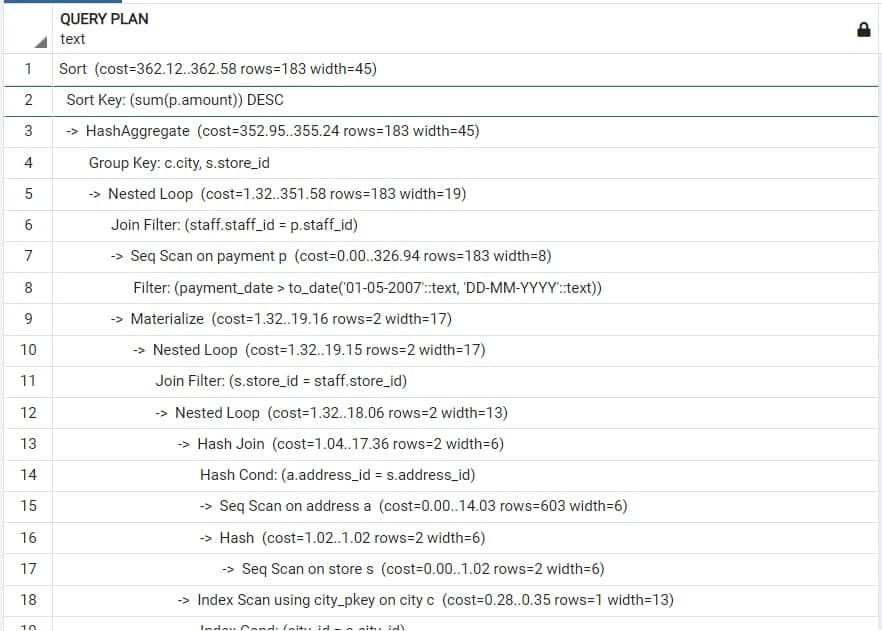 QUERY PLAN
text
1 Sort (cost=362.12..362.58 rows=183 width=45)
2 Sort Key: (sum(p.amount)) DESC
3 -> HashAggregate (cost=352.95..355.24 rows=183 width=45)
4 Group Key: c.city, s.store_id
5 -> Nested Loop (cost=1.32..351.58 rows=183 width=19)
6 Join Filter: (staff.staff_id = p.staff_id)
7 -> Seq Scan on payment p (cost=0.00..326.94 rows=183 width=8)
8 Filter: (payment_date > to_date('01-05-2007'::text, 'DD-MM-YYYY'::text))
9 -> Materialize (cost=1.32..19.16 rows=2 width=17)
10 -> Nested Loop (cost=1.32..19.15 rows=2 width=17)
11 Join Filter: (s.store_id = staff.store_id)
12 -> Nested Loop (cost=1.32..18.06 rows=2 width=13)
13 -> Hash Join (cost=1.04..17.36 rows=2 width=6)
14 Hash Cond: (a.address_id = s.address_id)
15 -> Seq Scan on address a (cost=0.00..14.03 rows=603 width=6)
16 -> Hash (cost=1.02..1.02 rows=2 width=6)
17 -> Seq Scan on store s (cost=0.00..1.02 rows=2 width=6)
18 -> Index Scan using city_pkey on city c (cost=0.28..0.35 rows=1 width=13)
19 Index Cond: (city_id = a.city_id)